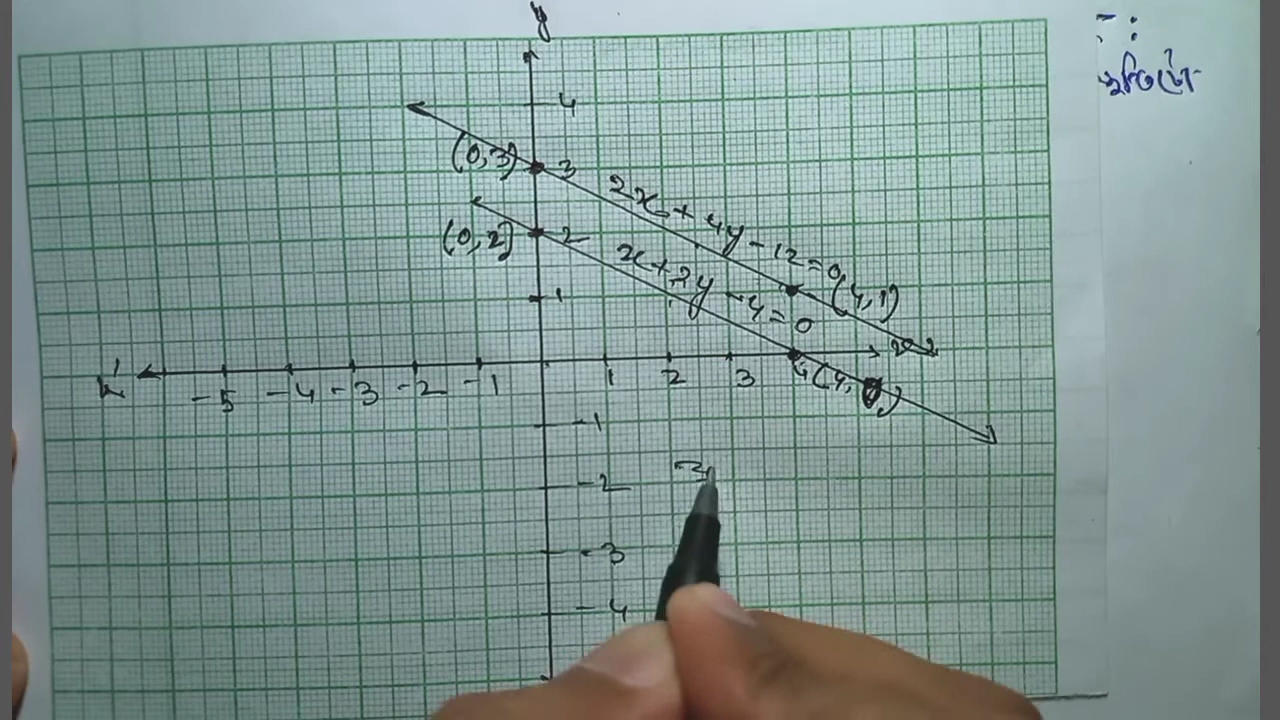 y
4
(0,3) 3
2x + 4y - 12 = 0
(4,1)
(0,2) 2
x + 2y - 4 = 0
1
x'
-5 -4 -3 -2 -1 1 2 3 4
-1
-2
-3
-4